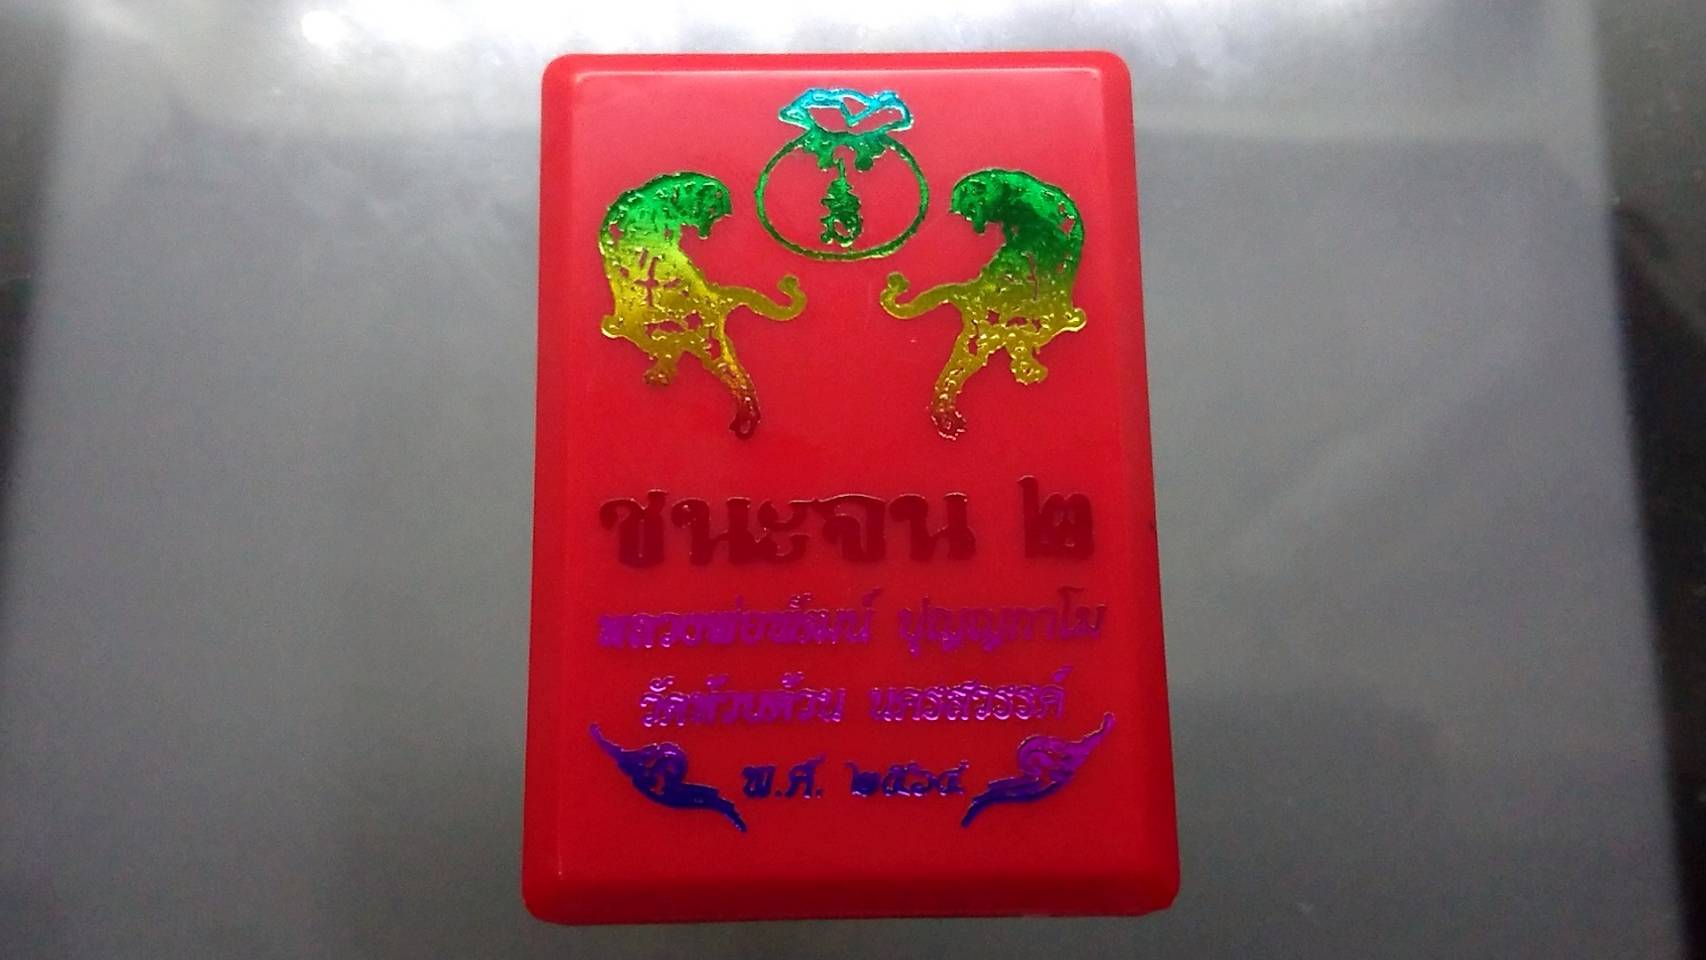 ชนะจน ๒
หลวงพ่อพัฒน์ ปุญญกาโม
วัดห้วยด้วน นครสวรรค์
พ.ศ. ๒๕๖๔